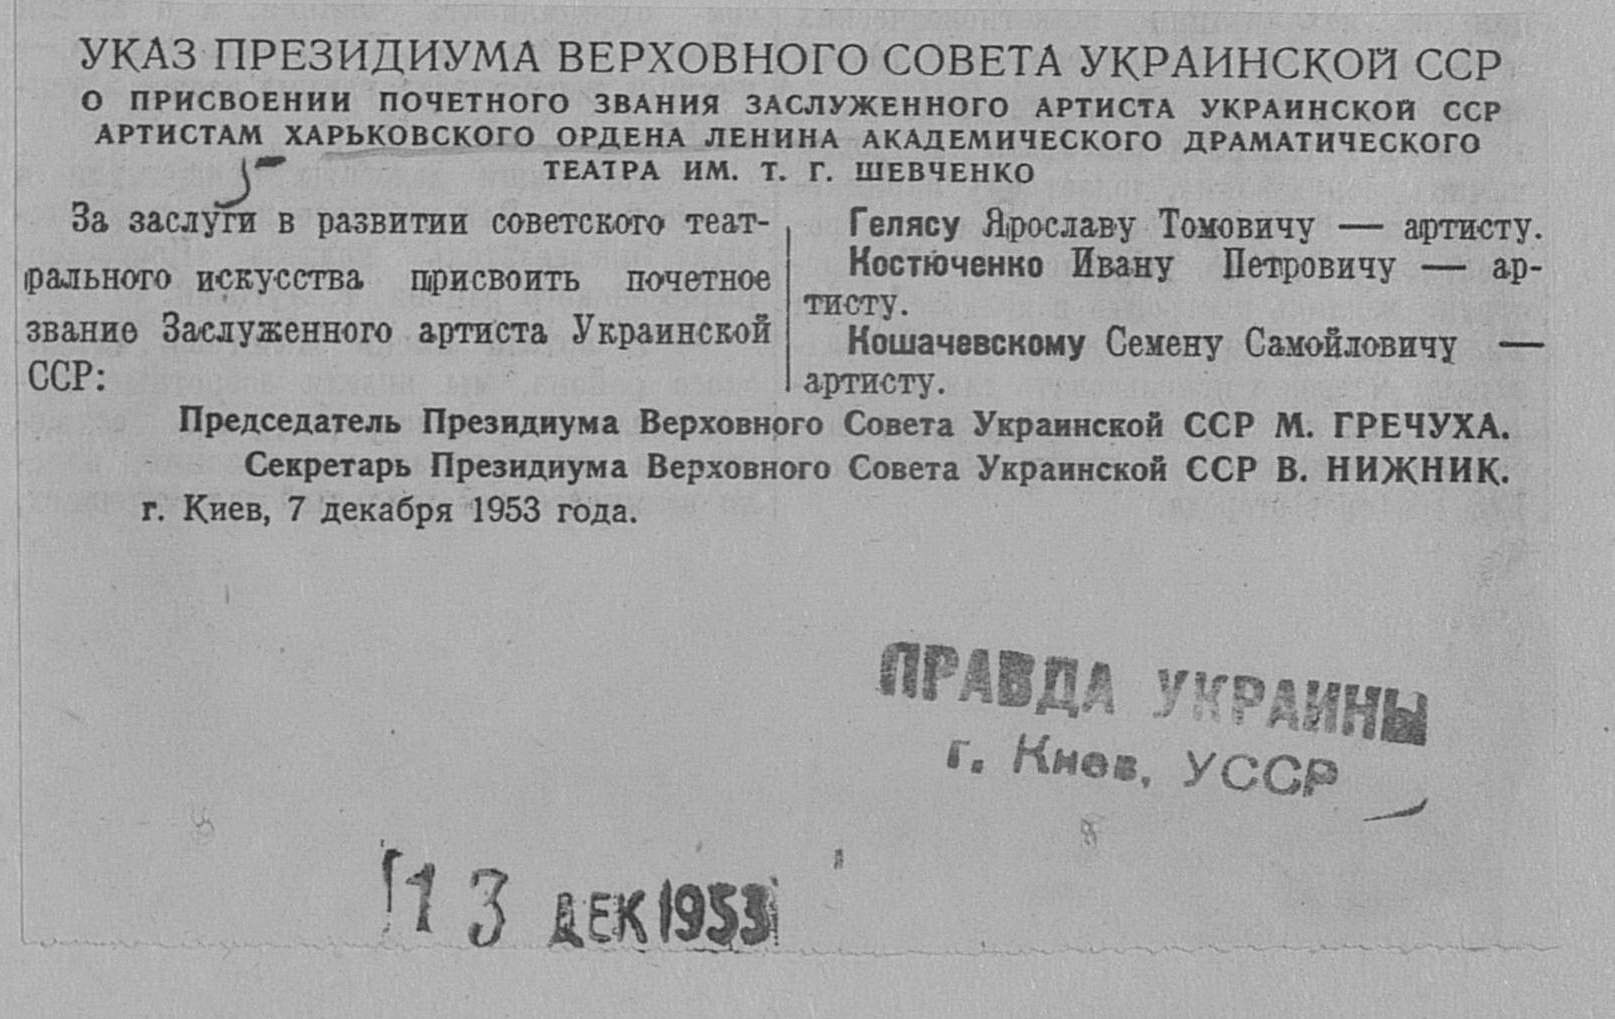 УКАЗ ПРЕЗИДИУМА ВЕРХОВНОГО СОВЕТА УКРАИНСКОЙ ССР
О ПРИСВОЕНИИ ПОЧЕТНОГО ЗВАНИЯ ЗАСЛУЖЕННОГО АРТИСТА УКРАИНСКОЙ ССР
АРТИСТАМ ХАРЬКОВСКОГО ОРДЕНА ЛЕНИНА АКАДЕМИЧЕСКОГО ДРАМАТИЧЕСКОГО
ТЕАТРА ИМ. Т. Г. ШЕВЧЕНКО
За заслуги в развитии советского теат-
рального искусства присвоить почетное
звание Заслуженного артиста Украинской
ССР:
Гелясу Ярославу Томовичу — артисту.
Костюченко Ивану Петровичу — ар-
тисту.
Кошачевскому Семену Самойловичу —
артисту.
Председатель Президиума Верховного Совета Украинской ССР М. ГРЕЧУХА.
Секретарь Президиума Верховного Совета Украинской ССР В. НИЖНИК.
г. Киев, 7 декабря 1953 года.
ПРАВДА УКРАИНЫ
г. Киев, УССР
13 ДЕК 1953